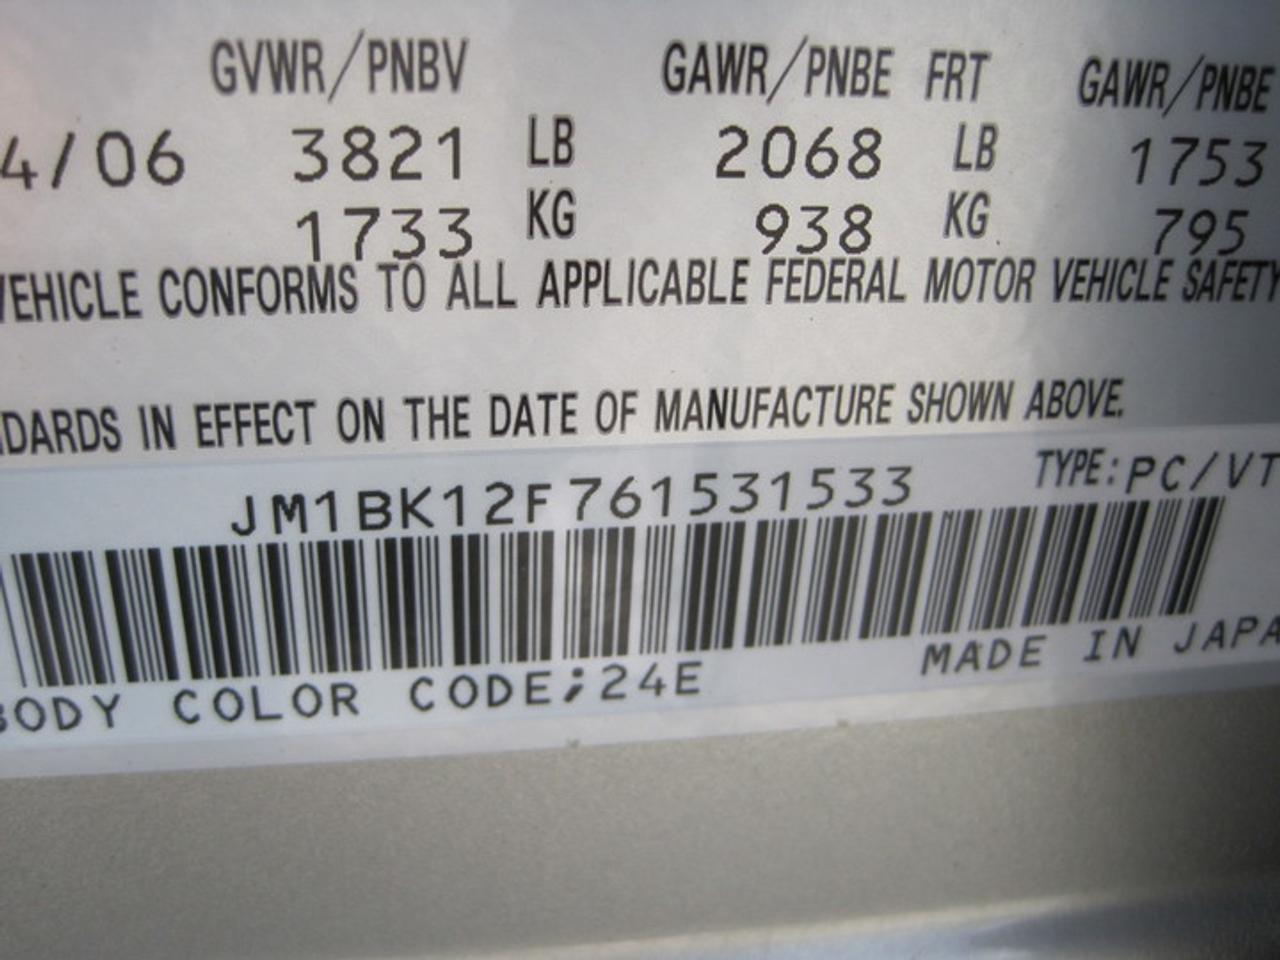 GVWR/PNBV GAWR/PNBE FRT GAWR/PNBE
4/06 3821 LB 2068 LB 1753
1733 KG 938 KG 795
VEHICLE CONFORMS TO ALL APPLICABLE FEDERAL MOTOR VEHICLE SAFETY
DARDS IN EFFECT ON THE DATE OF MANUFACTURE SHOWN ABOVE.
JM1BK12F761531533 TYPE:PC/VT
BODY COLOR CODE;24E MADE IN JAPA